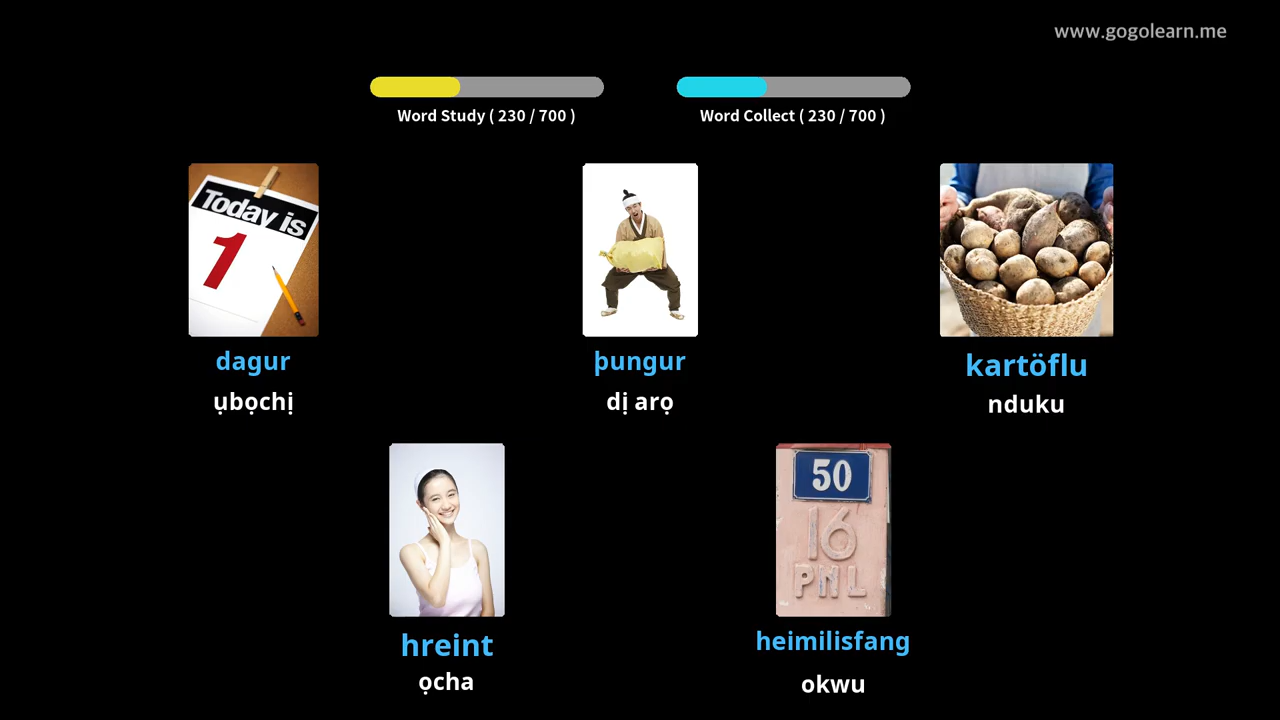 www.gogolearn.me
Word Study ( 230 / 700 )
Word Collect ( 230 / 700 )
Today is
1
dagur
ụbọchị
þungur
dị arọ
kartöflu
nduku
50
16
PNL
hreint
ọcha
heimilisfang
okwu